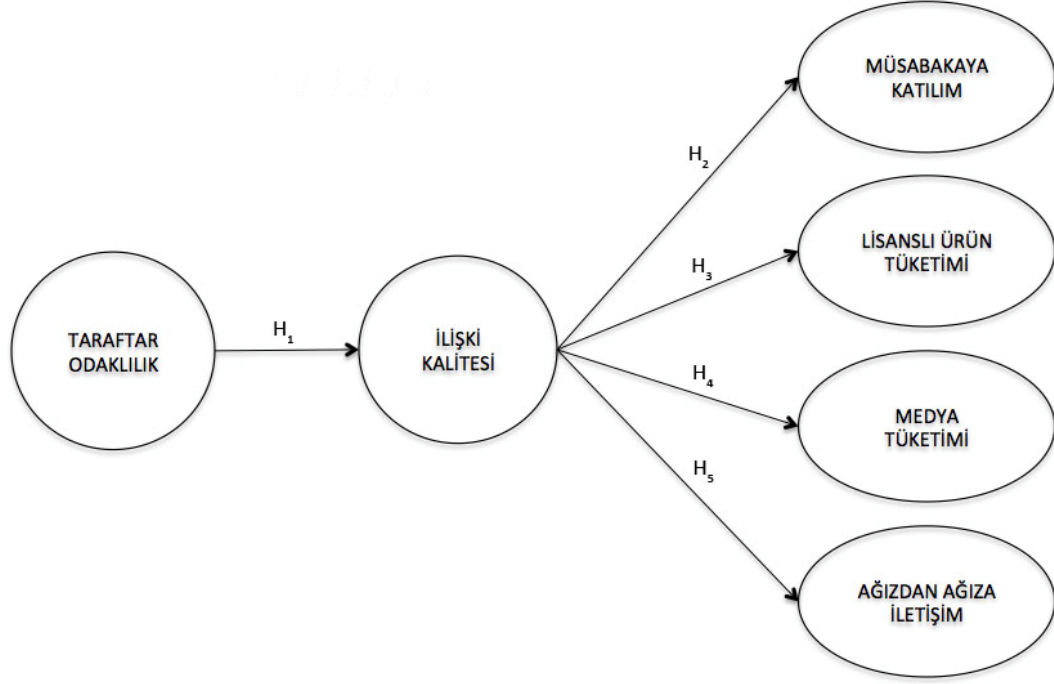 MÜSABAKAYA
KATILIM
H₂
LİSANSLI ÜRÜN
TÜKETİMİ
H₃
TARAFTAR
ODAKLILIK
H₁
İLİŞKİ
KALİTESİ
H₄
MEDYA
TÜKETİMİ
H₅
AĞIZDAN AĞIZA
İLETİŞİM